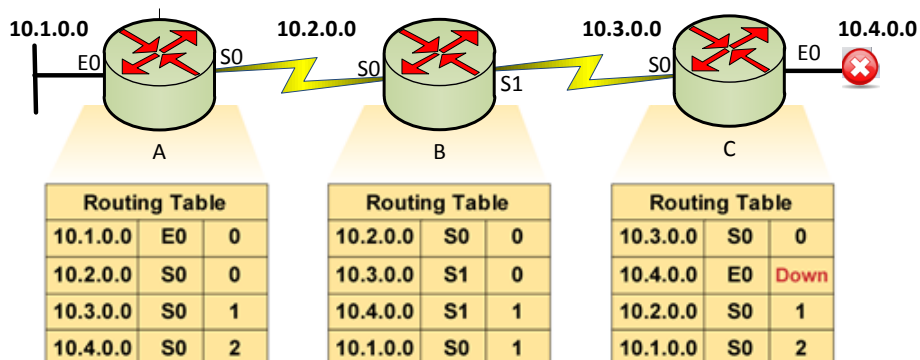 10.1.0.0 10.2.0.0 10.3.0.0 10.4.0.0
E0 S0 S0 S1 S0 E0
A B C
Routing Table
10.1.0.0 E0 0
10.2.0.0 S0 0
10.3.0.0 S0 1
10.4.0.0 S0 2
Routing Table
10.2.0.0 S0 0
10.3.0.0 S1 0
10.4.0.0 S1 1
10.1.0.0 S0 1
Routing Table
10.3.0.0 S0 0
10.4.0.0 E0 Down
10.2.0.0 S0 1
10.1.0.0 S0 2